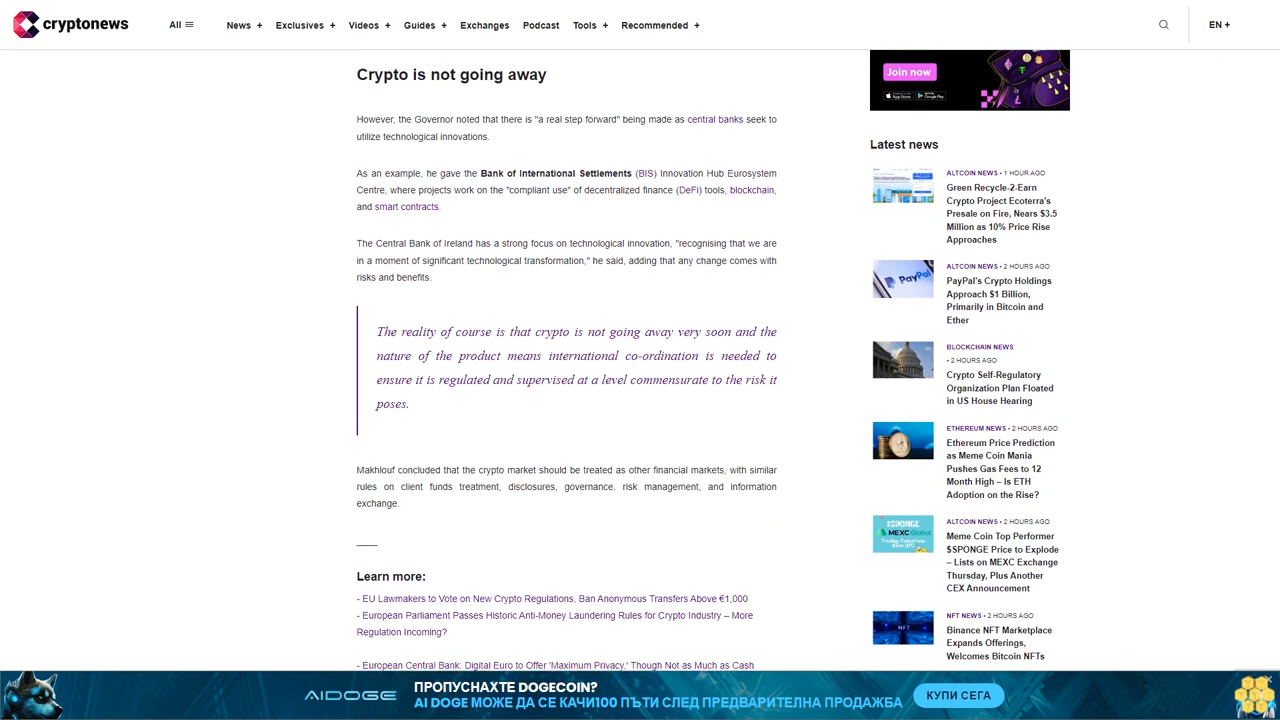 cryptonews
All
News +
Exclusives +
Videos +
Guides +
Exchanges
Podcast
Tools +
Recommended +
EN +
Crypto is not going away
However, the Governor noted that there is "a real step forward" being made as central banks seek to
utilize technological innovations.
As an example, he gave the Bank of International Settlements (BIS) Innovation Hub Eurosystem
Centre, where projects work on the "compliant use" of decentralized finance (DeFi) tools, blockchain,
and smart contracts.
The Central Bank of Ireland has a strong focus on technological innovation, "recognising that we are
in a moment of significant technological transformation," he said, adding that any change comes with
risks and benefits.
The reality of course is that crypto is not going away very soon and the
nature of the product means international co-ordination is needed to
ensure it is regulated and supervised at a level commensurate to the risk it
poses.
Makhlouf concluded that the crypto market should be treated as other financial markets, with similar
rules on client funds treatment, disclosures, governance, risk management, and information
exchange.
____
Learn more:
- EU Lawmakers to Vote on New Crypto Regulations, Ban Anonymous Transfers Above €1,000
- European Parliament Passes Historic Anti-Money Laundering Rules for Crypto Industry – More
Regulation Incoming?
- European Central Bank: Digital Euro to Offer 'Maximum Privacy,' Though Not as Much as Cash
Join now
App Store
Google Play
Latest news
ALTCOIN NEWS • 1 HOUR AGO
Green Recycle-2-Earn
Crypto Project Ecoterra's
Presale on Fire, Nears $3.5
Million as 10% Price Rise
Approaches
PayPal
ALTCOIN NEWS • 2 HOURS AGO
PayPal's Crypto Holdings
Approach $1 Billion,
Primarily in Bitcoin and
Ether
BLOCKCHAIN NEWS
• 2 HOURS AGO
Crypto Self-Regulatory
Organization Plan Floated
in US House Hearing
ETHEREUM NEWS • 2 HOURS AGO
Ethereum Price Prediction
as Meme Coin Mania
Pushes Gas Fees to 12
Month High – Is ETH
Adoption on the Rise?
$SPONGE
MEXC Global
Trading Tomorrow
ALTCOIN NEWS • 2 HOURS AGO
Meme Coin Top Performer
$SPONGE Price to Explode
– Lists on MEXC Exchange
Thursday, Plus Another
CEX Announcement
NFT
NFT NEWS • 2 HOURS AGO
Binance NFT Marketplace
Expands Offerings,
Welcomes Bitcoin NFTs
Ad
AIDOGE
ПРОПУСНАХТЕ DOGECOIN?
AI DOGE МОЖЕ ДА СЕ КАЧИ100 ПЪТИ СЛЕД ПРЕДВАРИТЕЛНА ПРОДАЖБА
КУПИ СЕГА